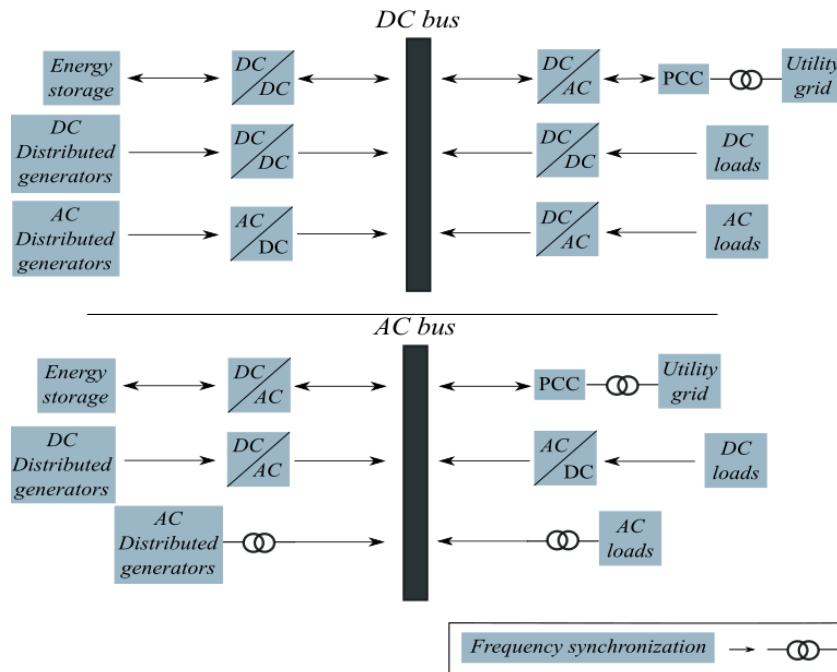 DC bus
Energy
storage
DC
DC
DC
AC
PCC
Utility
grid
DC
Distributed
generators
DC
DC
DC
DC
DC
loads
AC
Distributed
generators
AC
DC
DC
AC
AC
loads
AC bus
Energy
storage
DC
AC
PCC
Utility
grid
DC
Distributed
generators
DC
AC
AC
DC
DC
loads
AC
Distributed
generators
AC
loads
Frequency synchronization